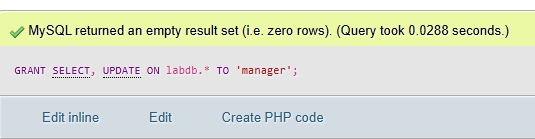 MySQL returned an empty result set (i.e. zero rows). (Query took 0.0288 seconds.)
GRANT SELECT, UPDATE ON labdb.* TO 'manager';
Edit inline Edit Create PHP code